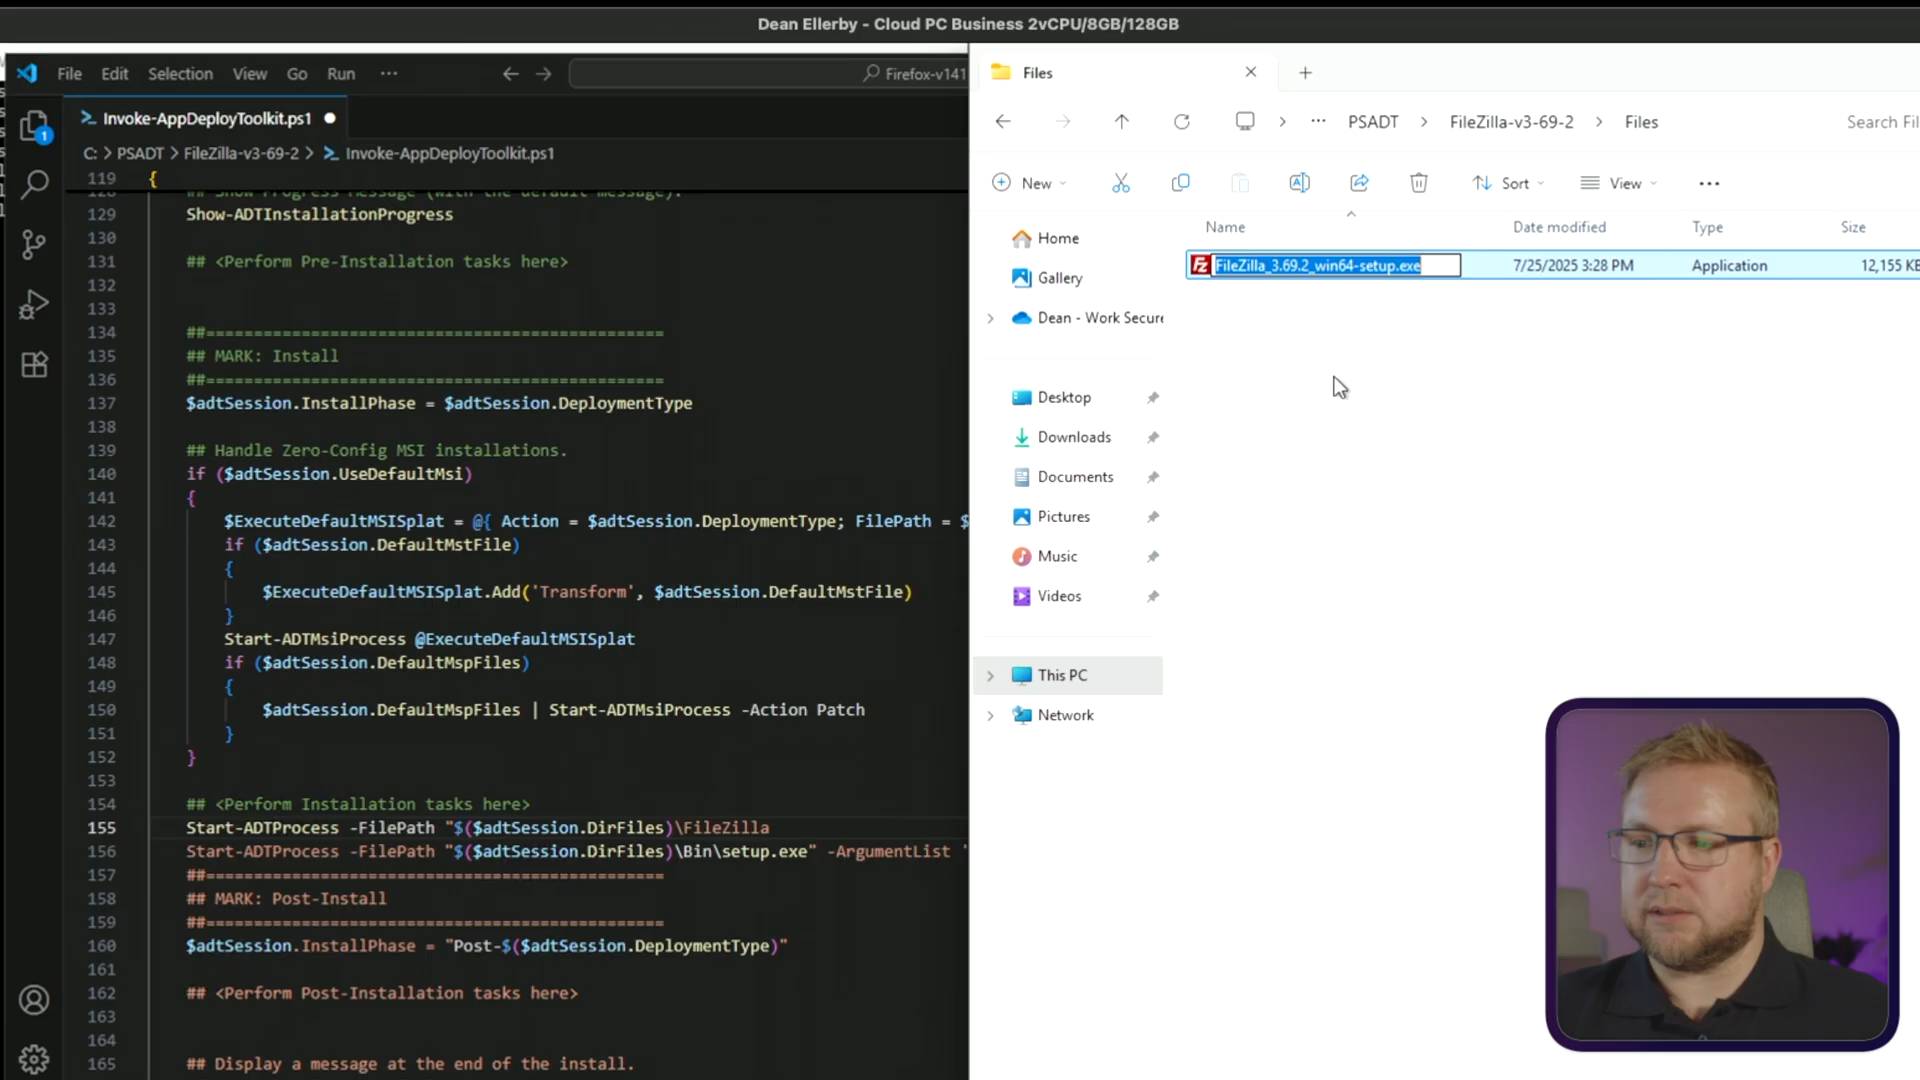 Dean Ellerby - Cloud PC Business 2vCPU/8GB/128GB
File Edit Selection View Go Run ···
Firefox-v141
Invoke-AppDeployToolkit.ps1
C: > PSADT > FileZilla-v3-69-2 > Invoke-AppDeployToolkit.ps1
119 {
128 ## Show Progress Message (with the default message).
129 Show-ADTInstallationProgress
130
131 ## <Perform Pre-Installation tasks here>
132
133
134 ##================================================
135 ## MARK: Install
136 ##================================================
137 $adtSession.InstallPhase = $adtSession.DeploymentType
138
139 ## Handle Zero-Config MSI installations.
140 if ($adtSession.UseDefaultMsi)
141 {
142 $ExecuteDefaultMSISplat = @{ Action = $adtSession.DeploymentType; FilePath = $
143 if ($adtSession.DefaultMstFile)
144 {
145 $ExecuteDefaultMSISplat.Add('Transform', $adtSession.DefaultMstFile)
146 }
147 Start-ADTMsiProcess @ExecuteDefaultMSISplat
148 if ($adtSession.DefaultMspFiles)
149 {
150 $adtSession.DefaultMspFiles | Start-ADTMsiProcess -Action Patch
151 }
152 }
153
154 ## <Perform Installation tasks here>
155 Start-ADTProcess -FilePath "$($adtSession.DirFiles)\FileZilla
156 Start-ADTProcess -FilePath "$($adtSession.DirFiles)\Bin\setup.exe" -ArgumentList '
157 ##================================================
158 ## MARK: Post-Install
159 ##================================================
160 $adtSession.InstallPhase = "Post-$($adtSession.DeploymentType)"
161
162 ## <Perform Post-Installation tasks here>
163
164
165 ## Display a message at the end of the install.
1
Files
··· PSADT > FileZilla-v3-69-2 > Files
Search Fil
New Sort View ···
Name Date modified Type Size
FileZilla_3.69.2_win64-setup.exe 7/25/2025 3:28 PM Application 12,155 KB
Home
Gallery
Dean - Work Secure
Desktop
Downloads
Documents
Pictures
Music
Videos
This PC
Network